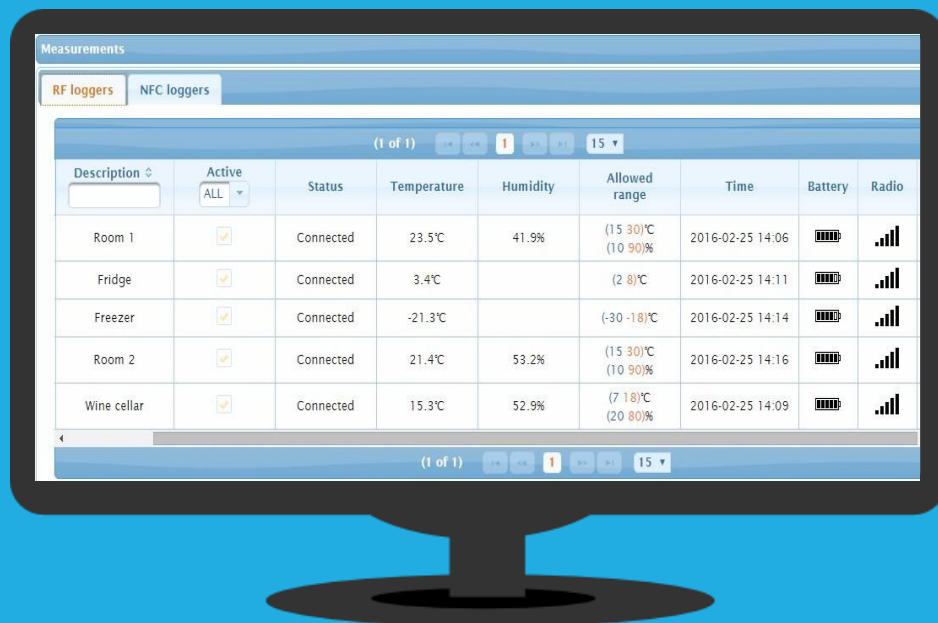 Measurements
RF loggers NFC loggers
(1 of 1) 1 15
Description Active Status Temperature Humidity Allowed range Time Battery Radio
ALL
Room 1 Connected 23.5℃ 41.9% (15 30)℃ (10 90)% 2016-02-25 14:06
Fridge Connected 3.4℃ (2 8)℃ 2016-02-25 14:11
Freezer Connected -21.3℃ (-30 -18)℃ 2016-02-25 14:14
Room 2 Connected 21.4℃ 53.2% (15 30)℃ (10 90)% 2016-02-25 14:16
Wine cellar Connected 15.3℃ 52.9% (7 18)℃ (20 80)% 2016-02-25 14:09
(1 of 1) 1 15